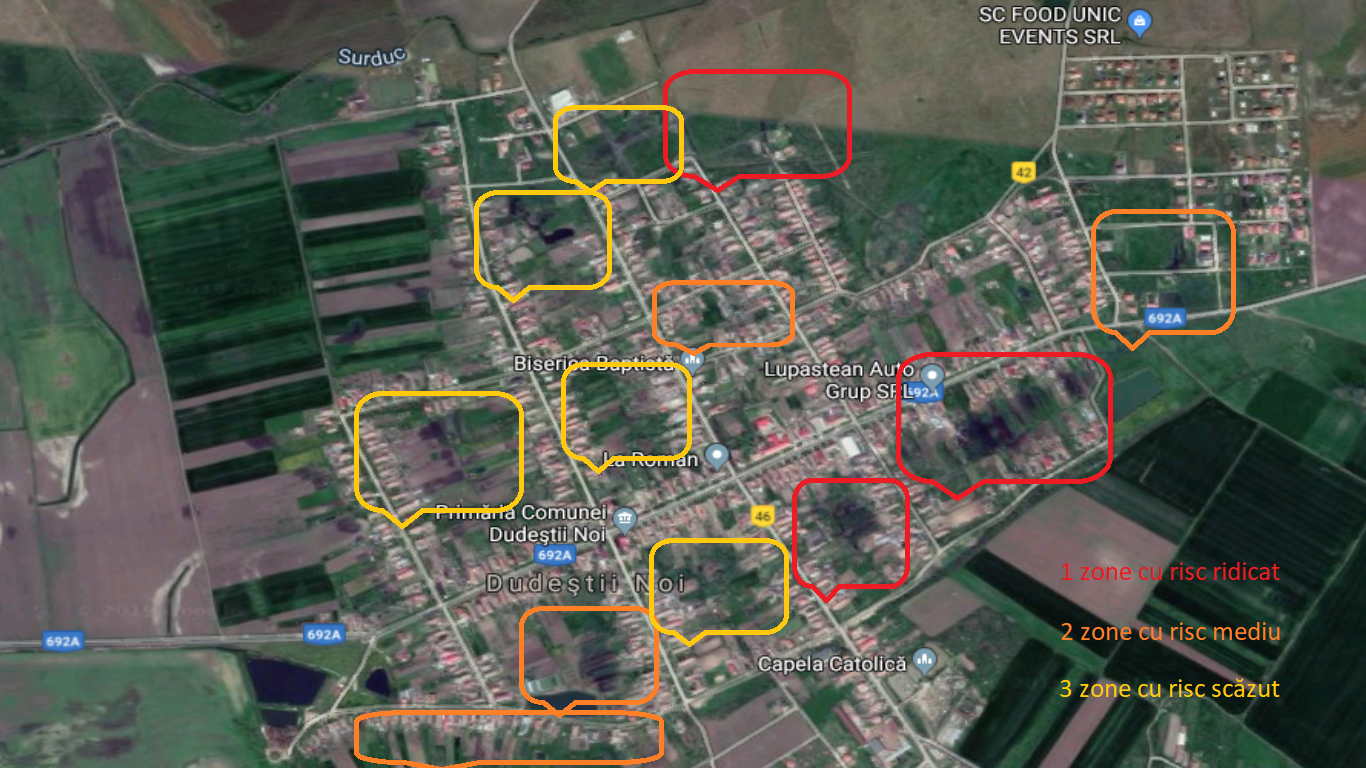 SC FOOD UNIC
EVENTS SRL
Surduc
42
692A
Biserica Baptistă
Lupastean Auto
Grup SRL
692A
La Roman
Primăria Comunei
Dudeștii Noi
46
692A
Dudeștii Noi
1 zone cu risc ridicat
692A
692A
2 zone cu risc mediu
Capela Catolică
3 zone cu risc scăzut